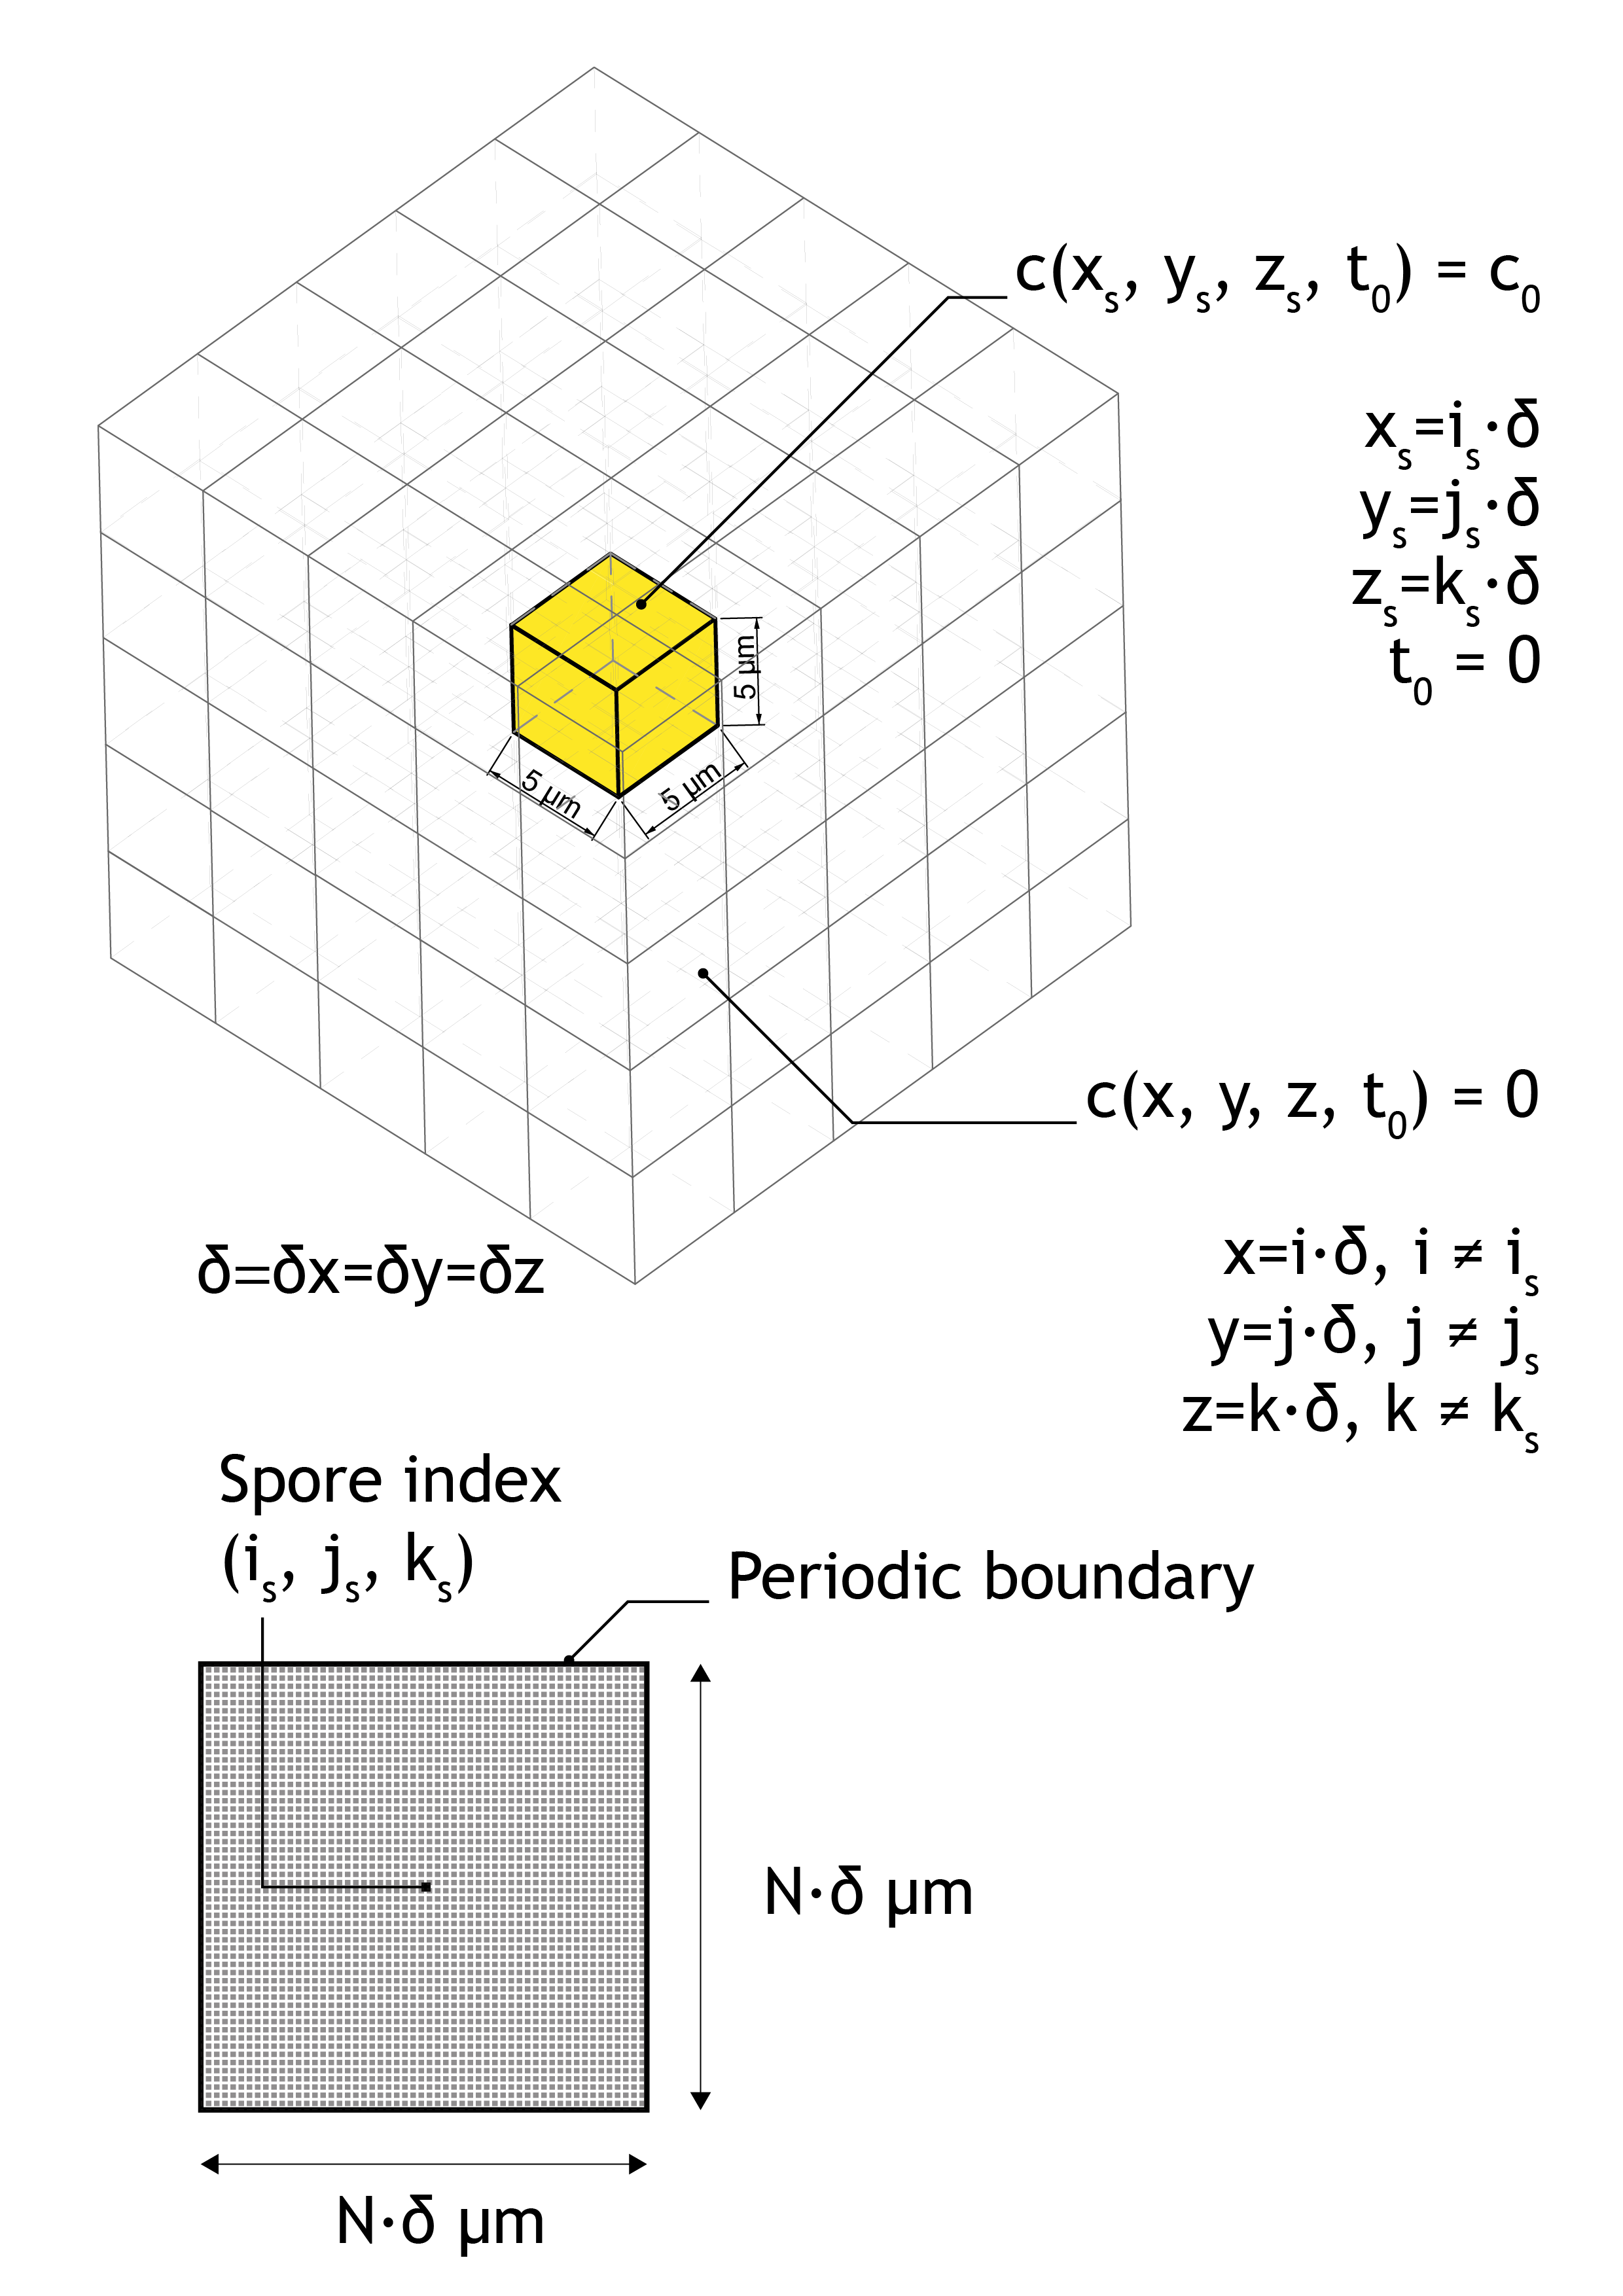 c(xₛ, yₛ, zₛ, t₀) = c₀
xₛ=iₛ·δ
yₛ=jₛ·δ
zₛ=kₛ·δ
t₀ = 0
5 µm
5 µm
5 µm
c(x, y, z, t₀) = 0
δ=δx=δy=δz
x=i·δ, i ≠ iₛ
y=j·δ, j ≠ jₛ
z=k·δ, k ≠ kₛ
Spore index
(iₛ, jₛ, kₛ)
Periodic boundary
N·δ µm
N·δ µm